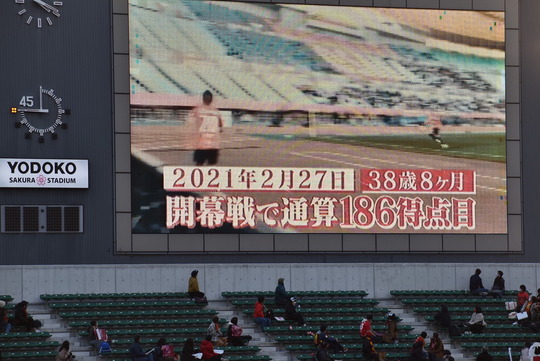 45
YODOKO
SAKURA STADIUM
2021年2月27日 38歳8ヶ月
開幕戦で通算186得点目